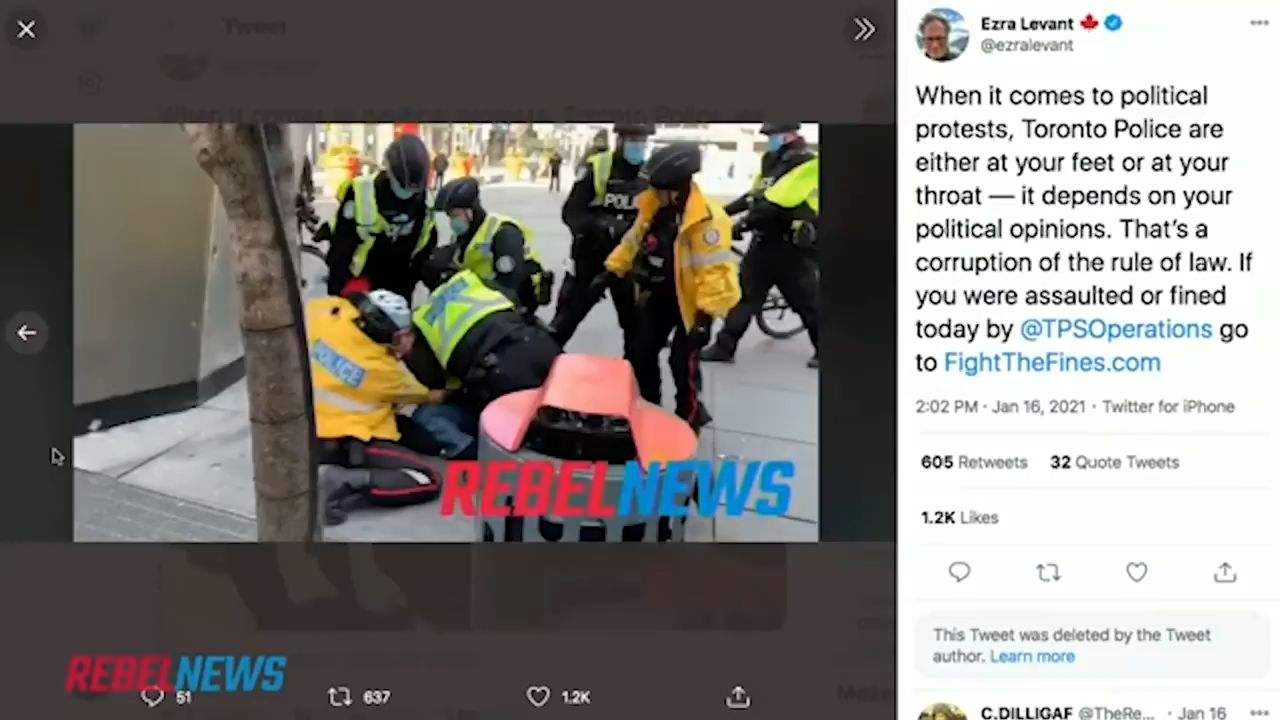 Tweet
Ezra Levant
@ezralevant
When it comes to political
protests, Toronto Police are
either at your feet or at your
throat — it depends on your
political opinions. That's a
corruption of the rule of law. If
you were assaulted or fined
today by @TPSOperations go
to FightTheFines.com
2:02 PM · Jan 16, 2021 · Twitter for iPhone
605 Retweets 32 Quote Tweets
1.2K Likes
This Tweet was deleted by the Tweet
author. Learn more
C.DILLIGAF @TheRe... · Jan 16
POLICE
REBELNEWS
REBELNEWS
51 637 1.2K